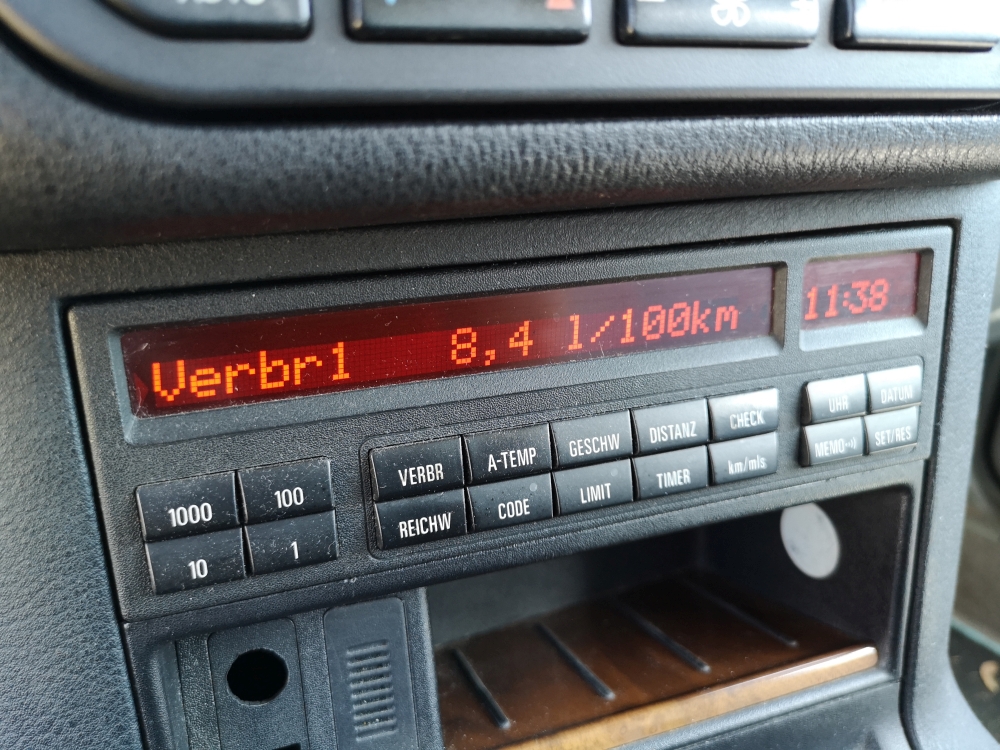 Verbr1 8,4 l/100km
11:38
VERBR A-TEMP GESCHW DISTANZ CHECK
UHR DATUM
1000 100
REICHW CODE LIMIT TIMER km/mls
MEMO SET/RES
10 1